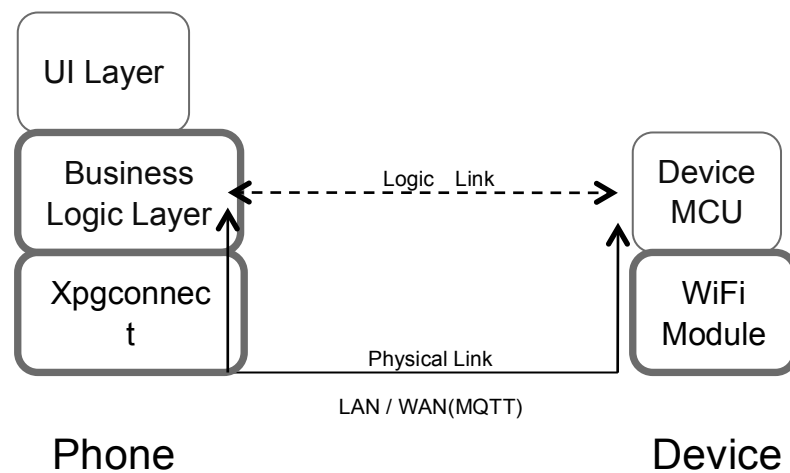 UI Layer
Business
Logic Layer
Logic Link
Device
MCU
Xpgconnec
t
WiFi
Module
Physical Link
LAN / WAN(MQTT)
Phone
Device